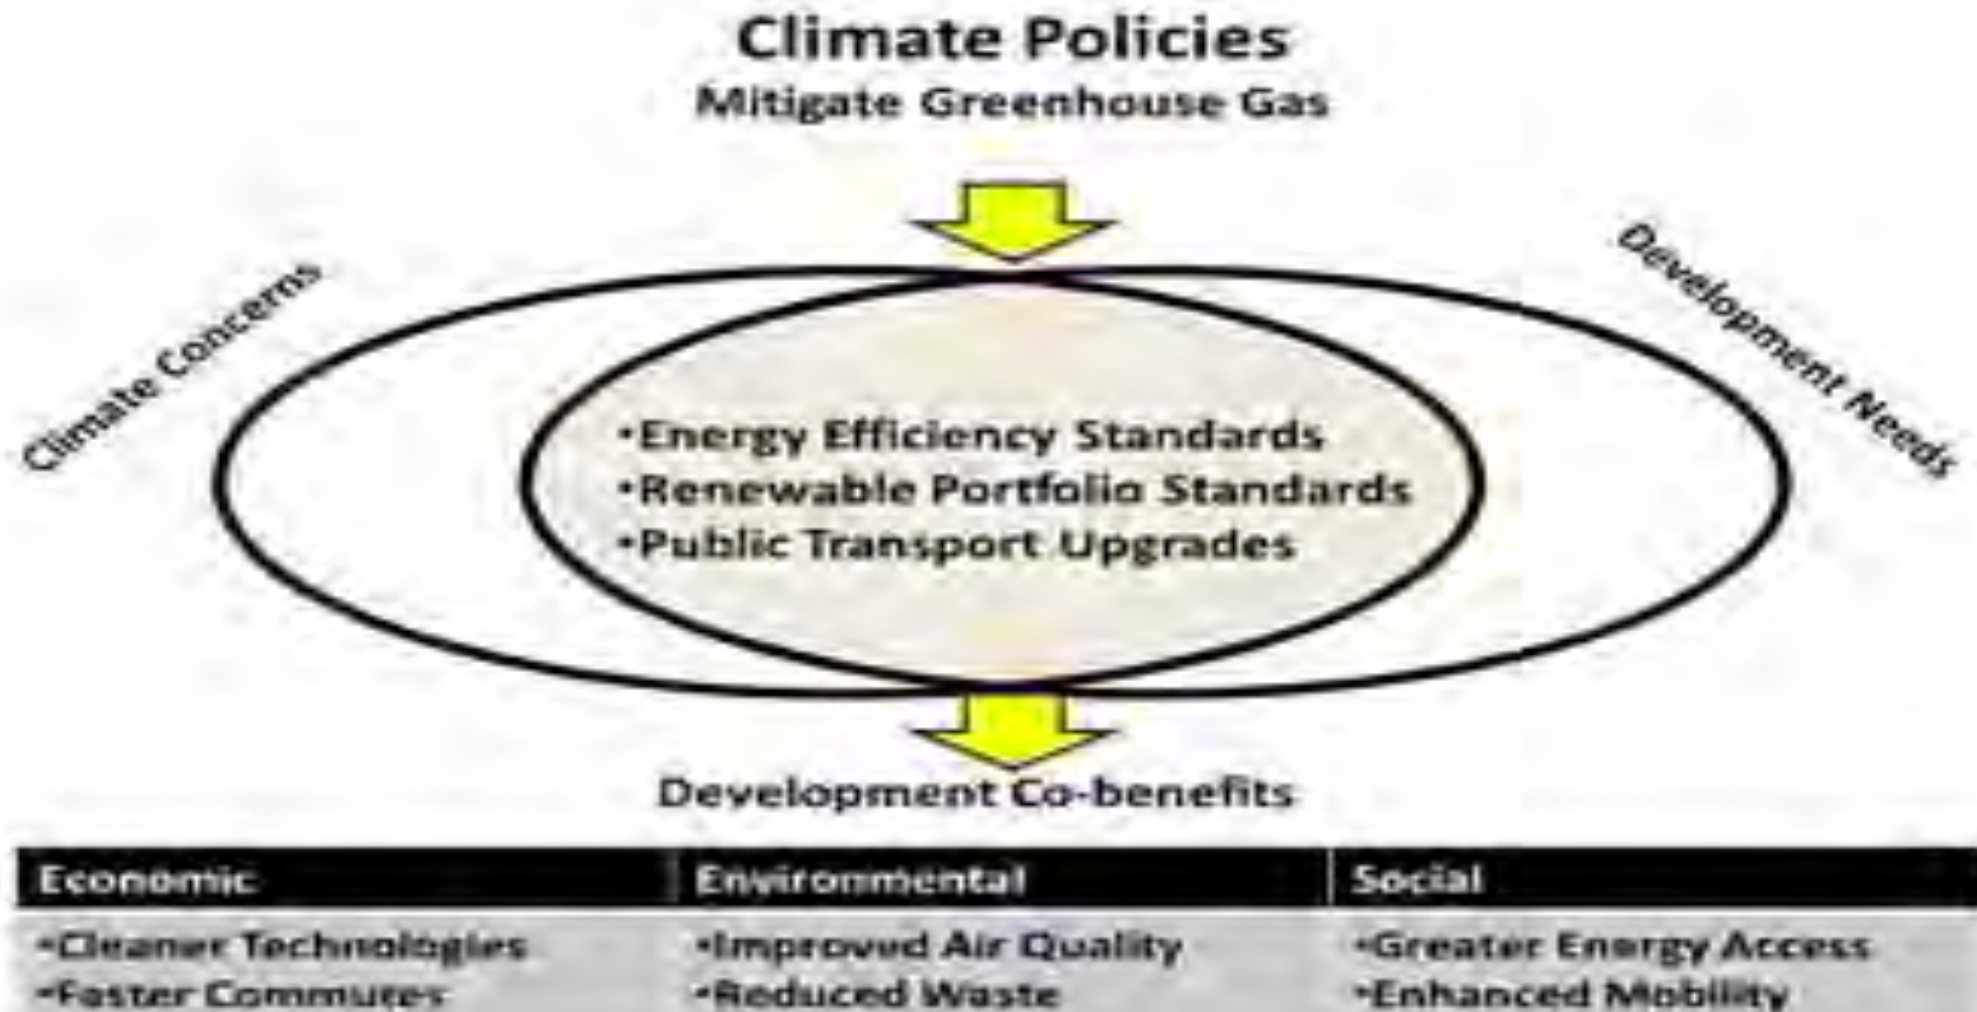 Climate Policies
Mitigate Greenhouse Gas
Climate Concerns
Development Needs
•Energy Efficiency Standards
•Renewable Portfolio Standards
•Public Transport Upgrades
Development Co-benefits
Economic Environmental Social
•Cleaner Technologies •Improved Air Quality •Greater Energy Access
•Faster Commutes •Reduced Waste •Enhanced Mobility